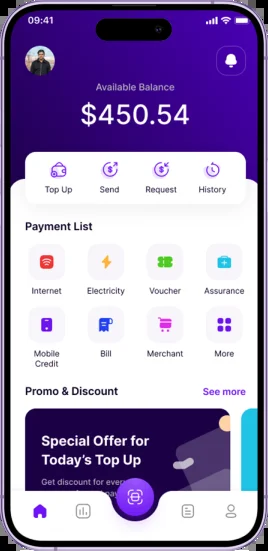 09:41
Available Balance
$450.54
Top Up Send Request History
Payment List
Internet Electricity Voucher Assurance
Mobile Credit Bill Merchant More
Promo & Discount See more
Special Offer for
Today's Top Up
Get discount for every